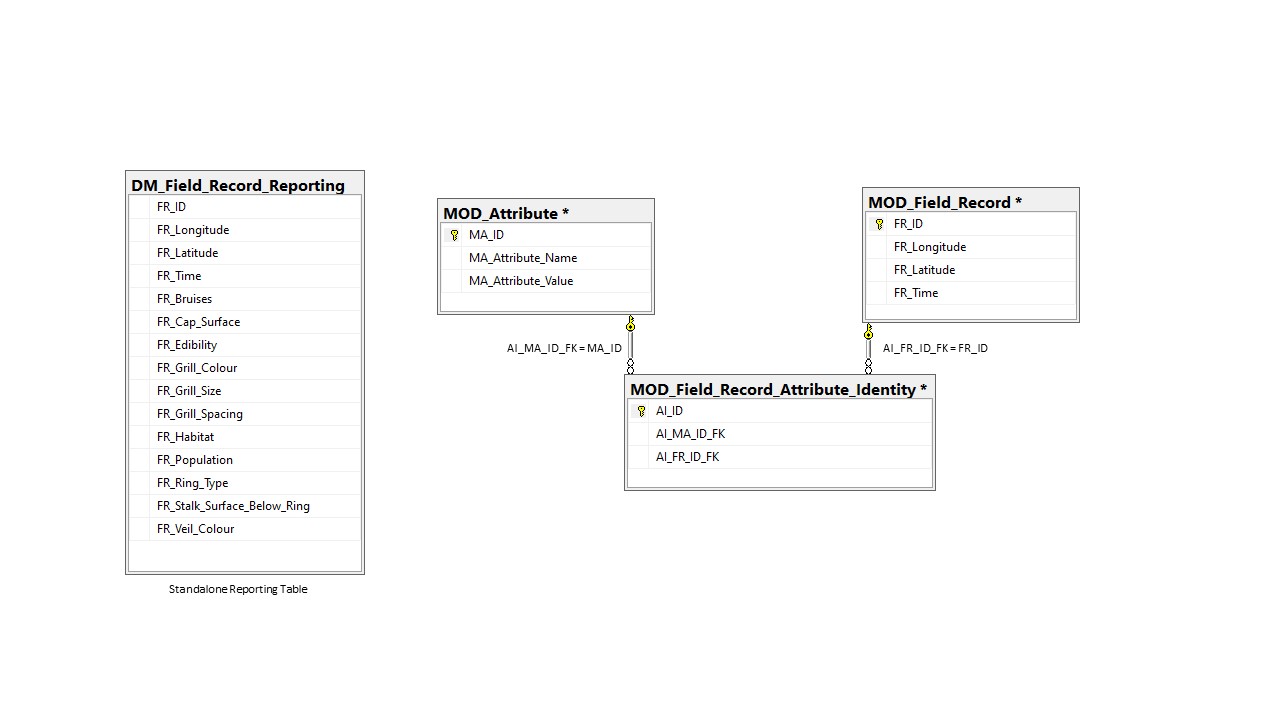 DM_Field_Record_Reporting
FR_ID
FR_Longitude
FR_Latitude
FR_Time
FR_Bruises
FR_Cap_Surface
FR_Edibility
FR_Grill_Colour
FR_Grill_Size
FR_Grill_Spacing
FR_Habitat
FR_Population
FR_Ring_Type
FR_Stalk_Surface_Below_Ring
FR_Veil_Colour
Standalone Reporting Table
MOD_Attribute *
MA_ID
MA_Attribute_Name
MA_Attribute_Value
AI_MA_ID_FK = MA_ID
MOD_Field_Record *
FR_ID
FR_Longitude
FR_Latitude
FR_Time
AI_FR_ID_FK = FR_ID
MOD_Field_Record_Attribute_Identity *
AI_ID
AI_MA_ID_FK
AI_FR_ID_FK